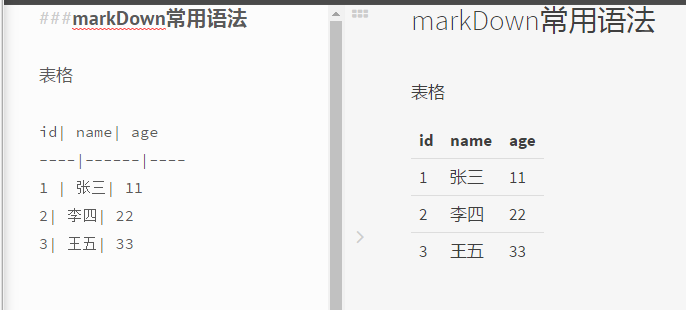 ###markDown常用语法
表格
id| name| age
----|------|----
1 | 张三| 11
2| 李四| 22
3| 王五| 33
markDown常用语法
表格
id name age
1 张三 11
2 李四 22
3 王五 33